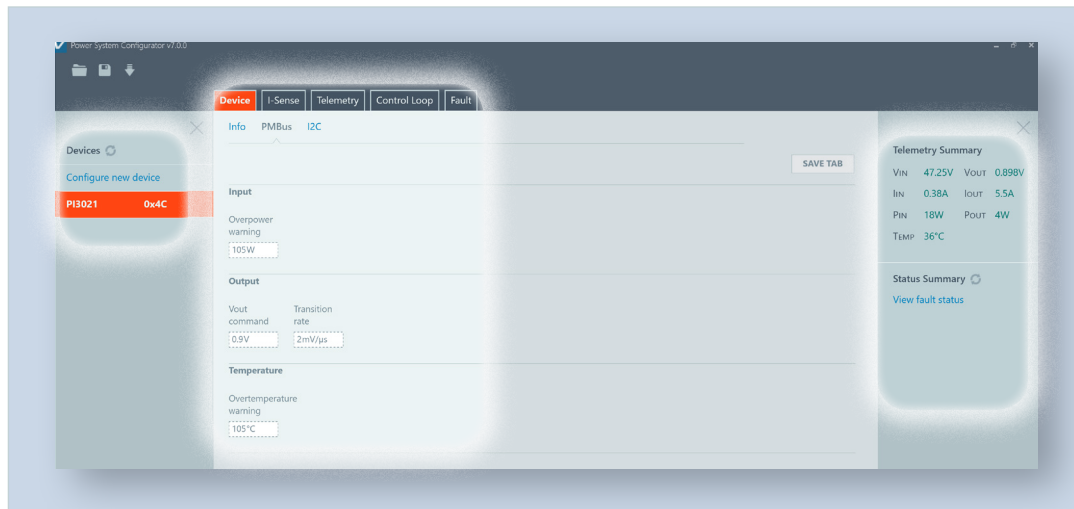 Power System Configurator v7.0.0
Device I-Sense Telemetry Control Loop Fault
Info PMBus I2C
Devices
Configure new device
PI3021 0x4C
SAVE TAB
Input
Overpower
warning
105W
Output
Vout
command
0.9V
Transition
rate
2mV/µs
Temperature
Overtemperature
warning
105°C
Telemetry Summary
VIN 47.25V VOUT 0.898V
IIN 0.38A IOUT 5.5A
PIN 18W POUT 4W
TEMP 36°C
Status Summary
View fault status